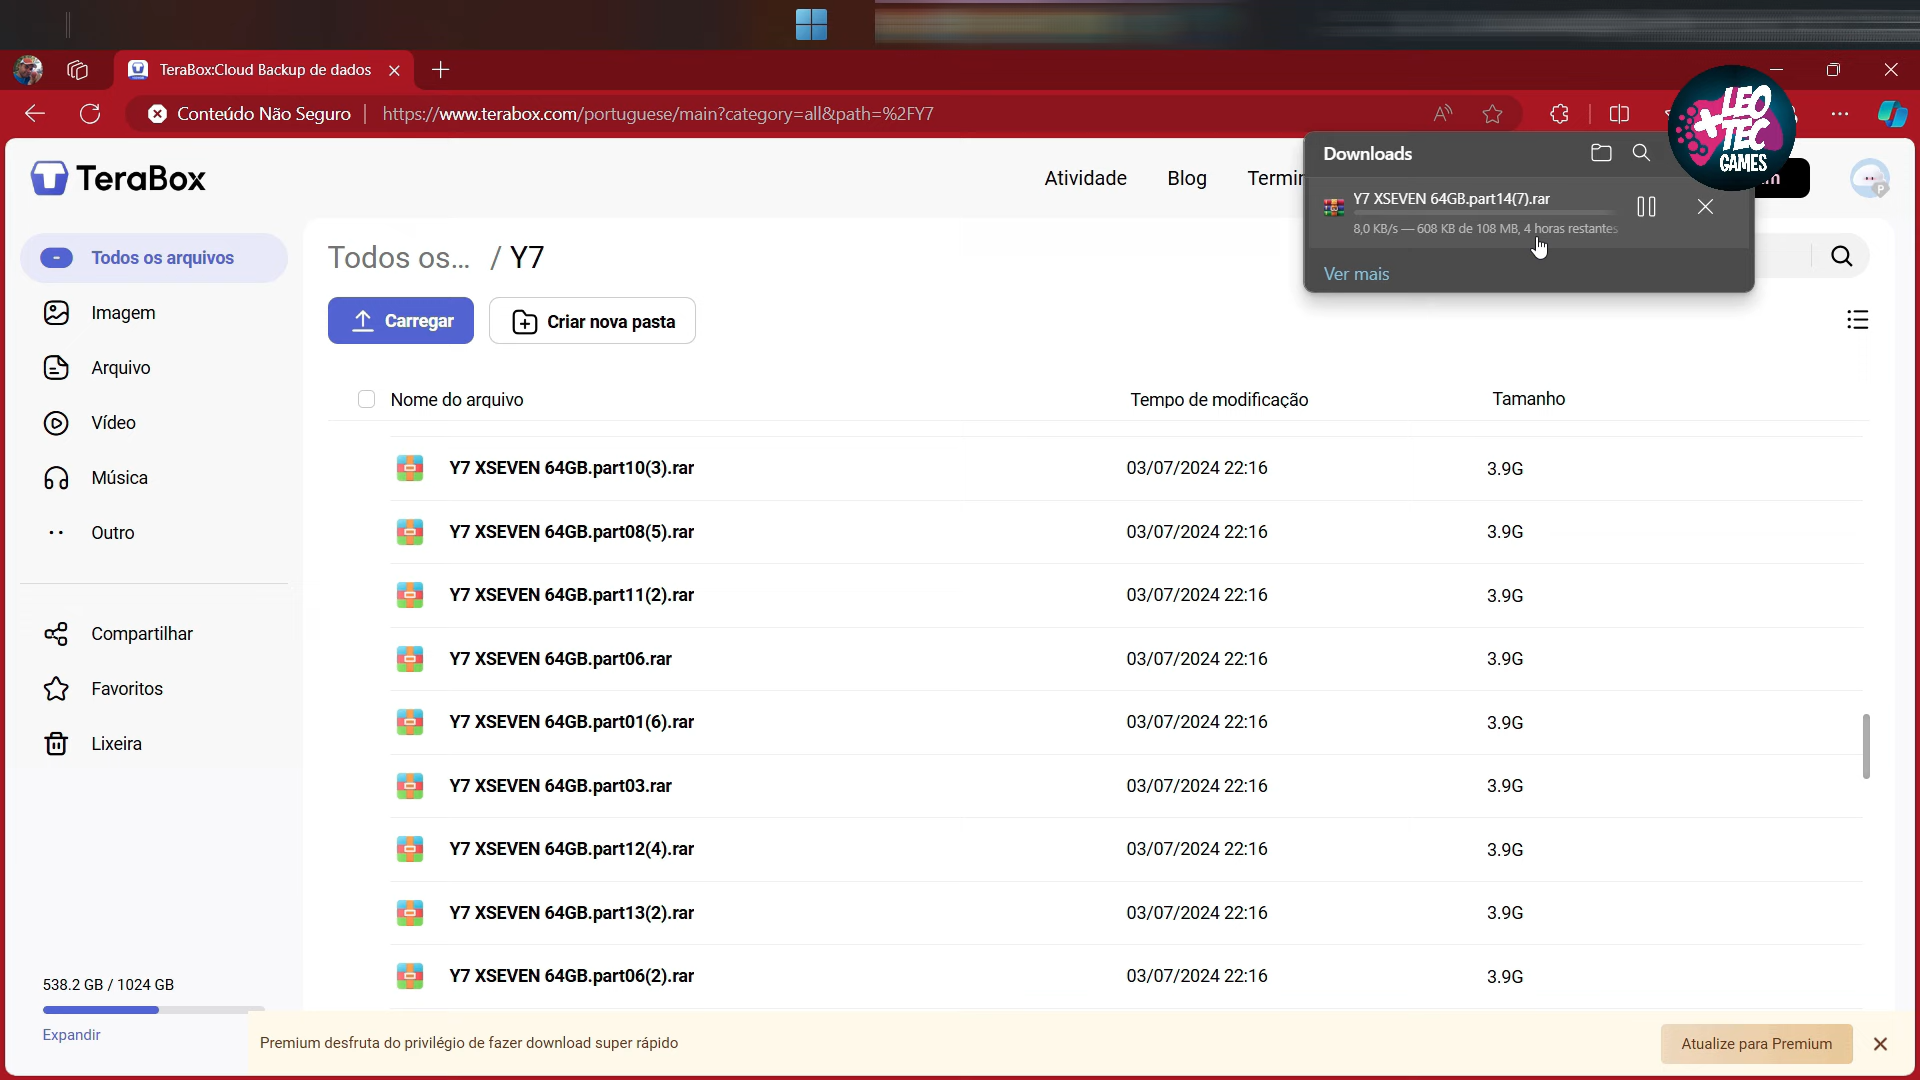 TeraBox:Cloud Backup de dados
Conteúdo Não Seguro
https://www.terabox.com/portuguese/main?category=all&path=%2FY7
LEO
+TEC
GAMES
TeraBox
Atividade
Blog
Downloads
Y7 XSEVEN 64GB.part14(7).rar
8,0 KB/s — 608 KB de 108 MB, 4 horas restantes
Ver mais
Todos os arquivos
Imagem
Arquivo
Vídeo
Música
Outro
Compartilhar
Favoritos
Lixeira
538.2 GB / 1024 GB
Expandir
Todos os... / Y7
Carregar
Criar nova pasta
Nome do arquivo Tempo de modificação Tamanho
Y7 XSEVEN 64GB.part10(3).rar 03/07/2024 22:16 3.9G
Y7 XSEVEN 64GB.part08(5).rar 03/07/2024 22:16 3.9G
Y7 XSEVEN 64GB.part11(2).rar 03/07/2024 22:16 3.9G
Y7 XSEVEN 64GB.part06.rar 03/07/2024 22:16 3.9G
Y7 XSEVEN 64GB.part01(6).rar 03/07/2024 22:16 3.9G
Y7 XSEVEN 64GB.part03.rar 03/07/2024 22:16 3.9G
Y7 XSEVEN 64GB.part12(4).rar 03/07/2024 22:16 3.9G
Y7 XSEVEN 64GB.part13(2).rar 03/07/2024 22:16 3.9G
Y7 XSEVEN 64GB.part06(2).rar 03/07/2024 22:16 3.9G
Premium desfruta do privilégio de fazer download super rápido
Atualize para Premium